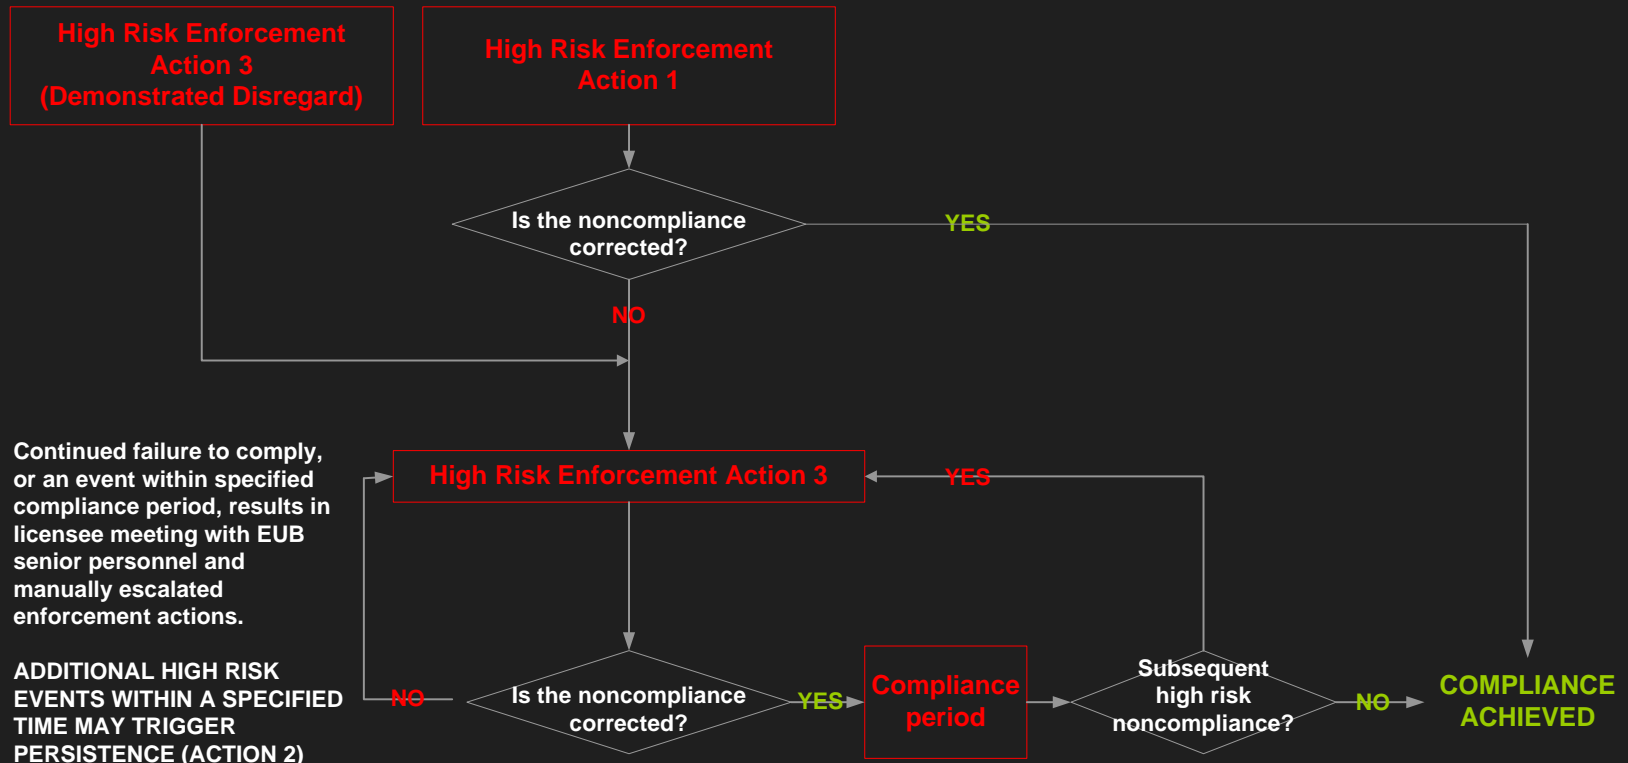 High Risk Enforcement
Action 3
(Demonstrated Disregard)
High Risk Enforcement
Action 1
Is the noncompliance
corrected?
YES
NO
Continued failure to comply,
or an event within specified
compliance period, results in
licensee meeting with EUB
senior personnel and
manually escalated
enforcement actions.
High Risk Enforcement Action 3
YES
ADDITIONAL HIGH RISK
EVENTS WITHIN A SPECIFIED
TIME MAY TRIGGER
PERSISTENCE (ACTION 2)
NO
Is the noncompliance
corrected?
YES
Compliance
period
Subsequent
high risk
noncompliance?
NO
COMPLIANCE
ACHIEVED